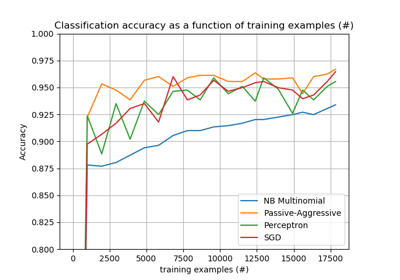 Classification accuracy as a function of training examples (#)
1.000
0.975
0.950
0.925
0.900
0.875
0.850
0.825
0.800
Accuracy
NB Multinomial
Passive-Aggressive
Perceptron
SGD
0 2500 5000 7500 10000 12500 15000 17500
training examples (#)